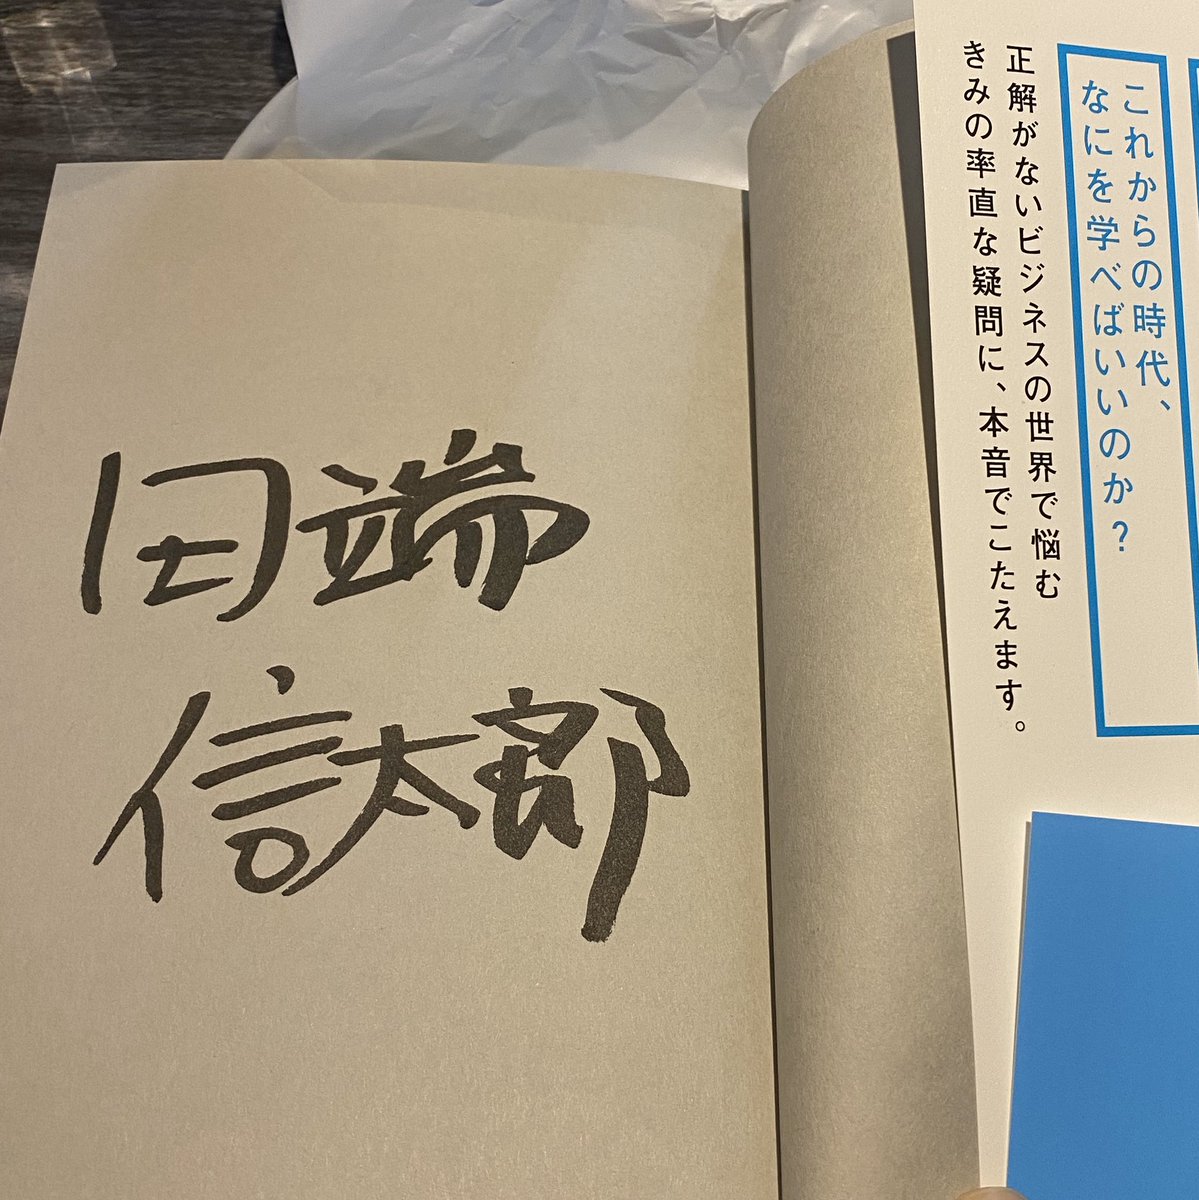 田端
信太郎
これからの時代、
なにを学べばいいのか？
正解がないビジネスの世界で悩む
きみの率直な疑問に、本音でこたえます。